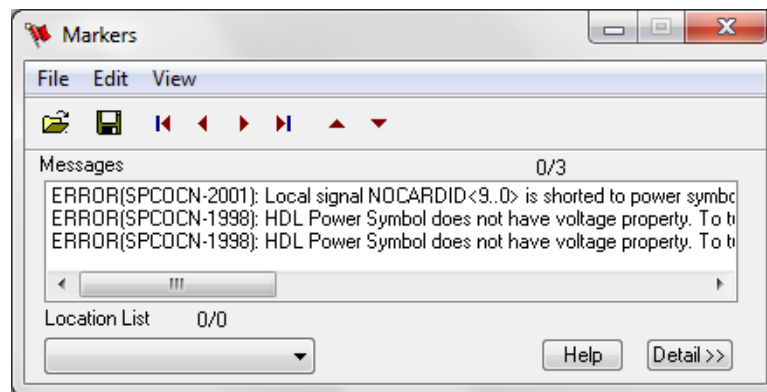 Markers
File Edit View
Messages 0/3
ERROR(SPCOCN-2001): Local signal NOCARDID<9..0> is shorted to power
ERROR(SPCOCN-1998): HDL Power Symbol does not have voltage property. To
ERROR(SPCOCN-1998): HDL Power Symbol does not have voltage property. To
Location List 0/0
Help Detail >>